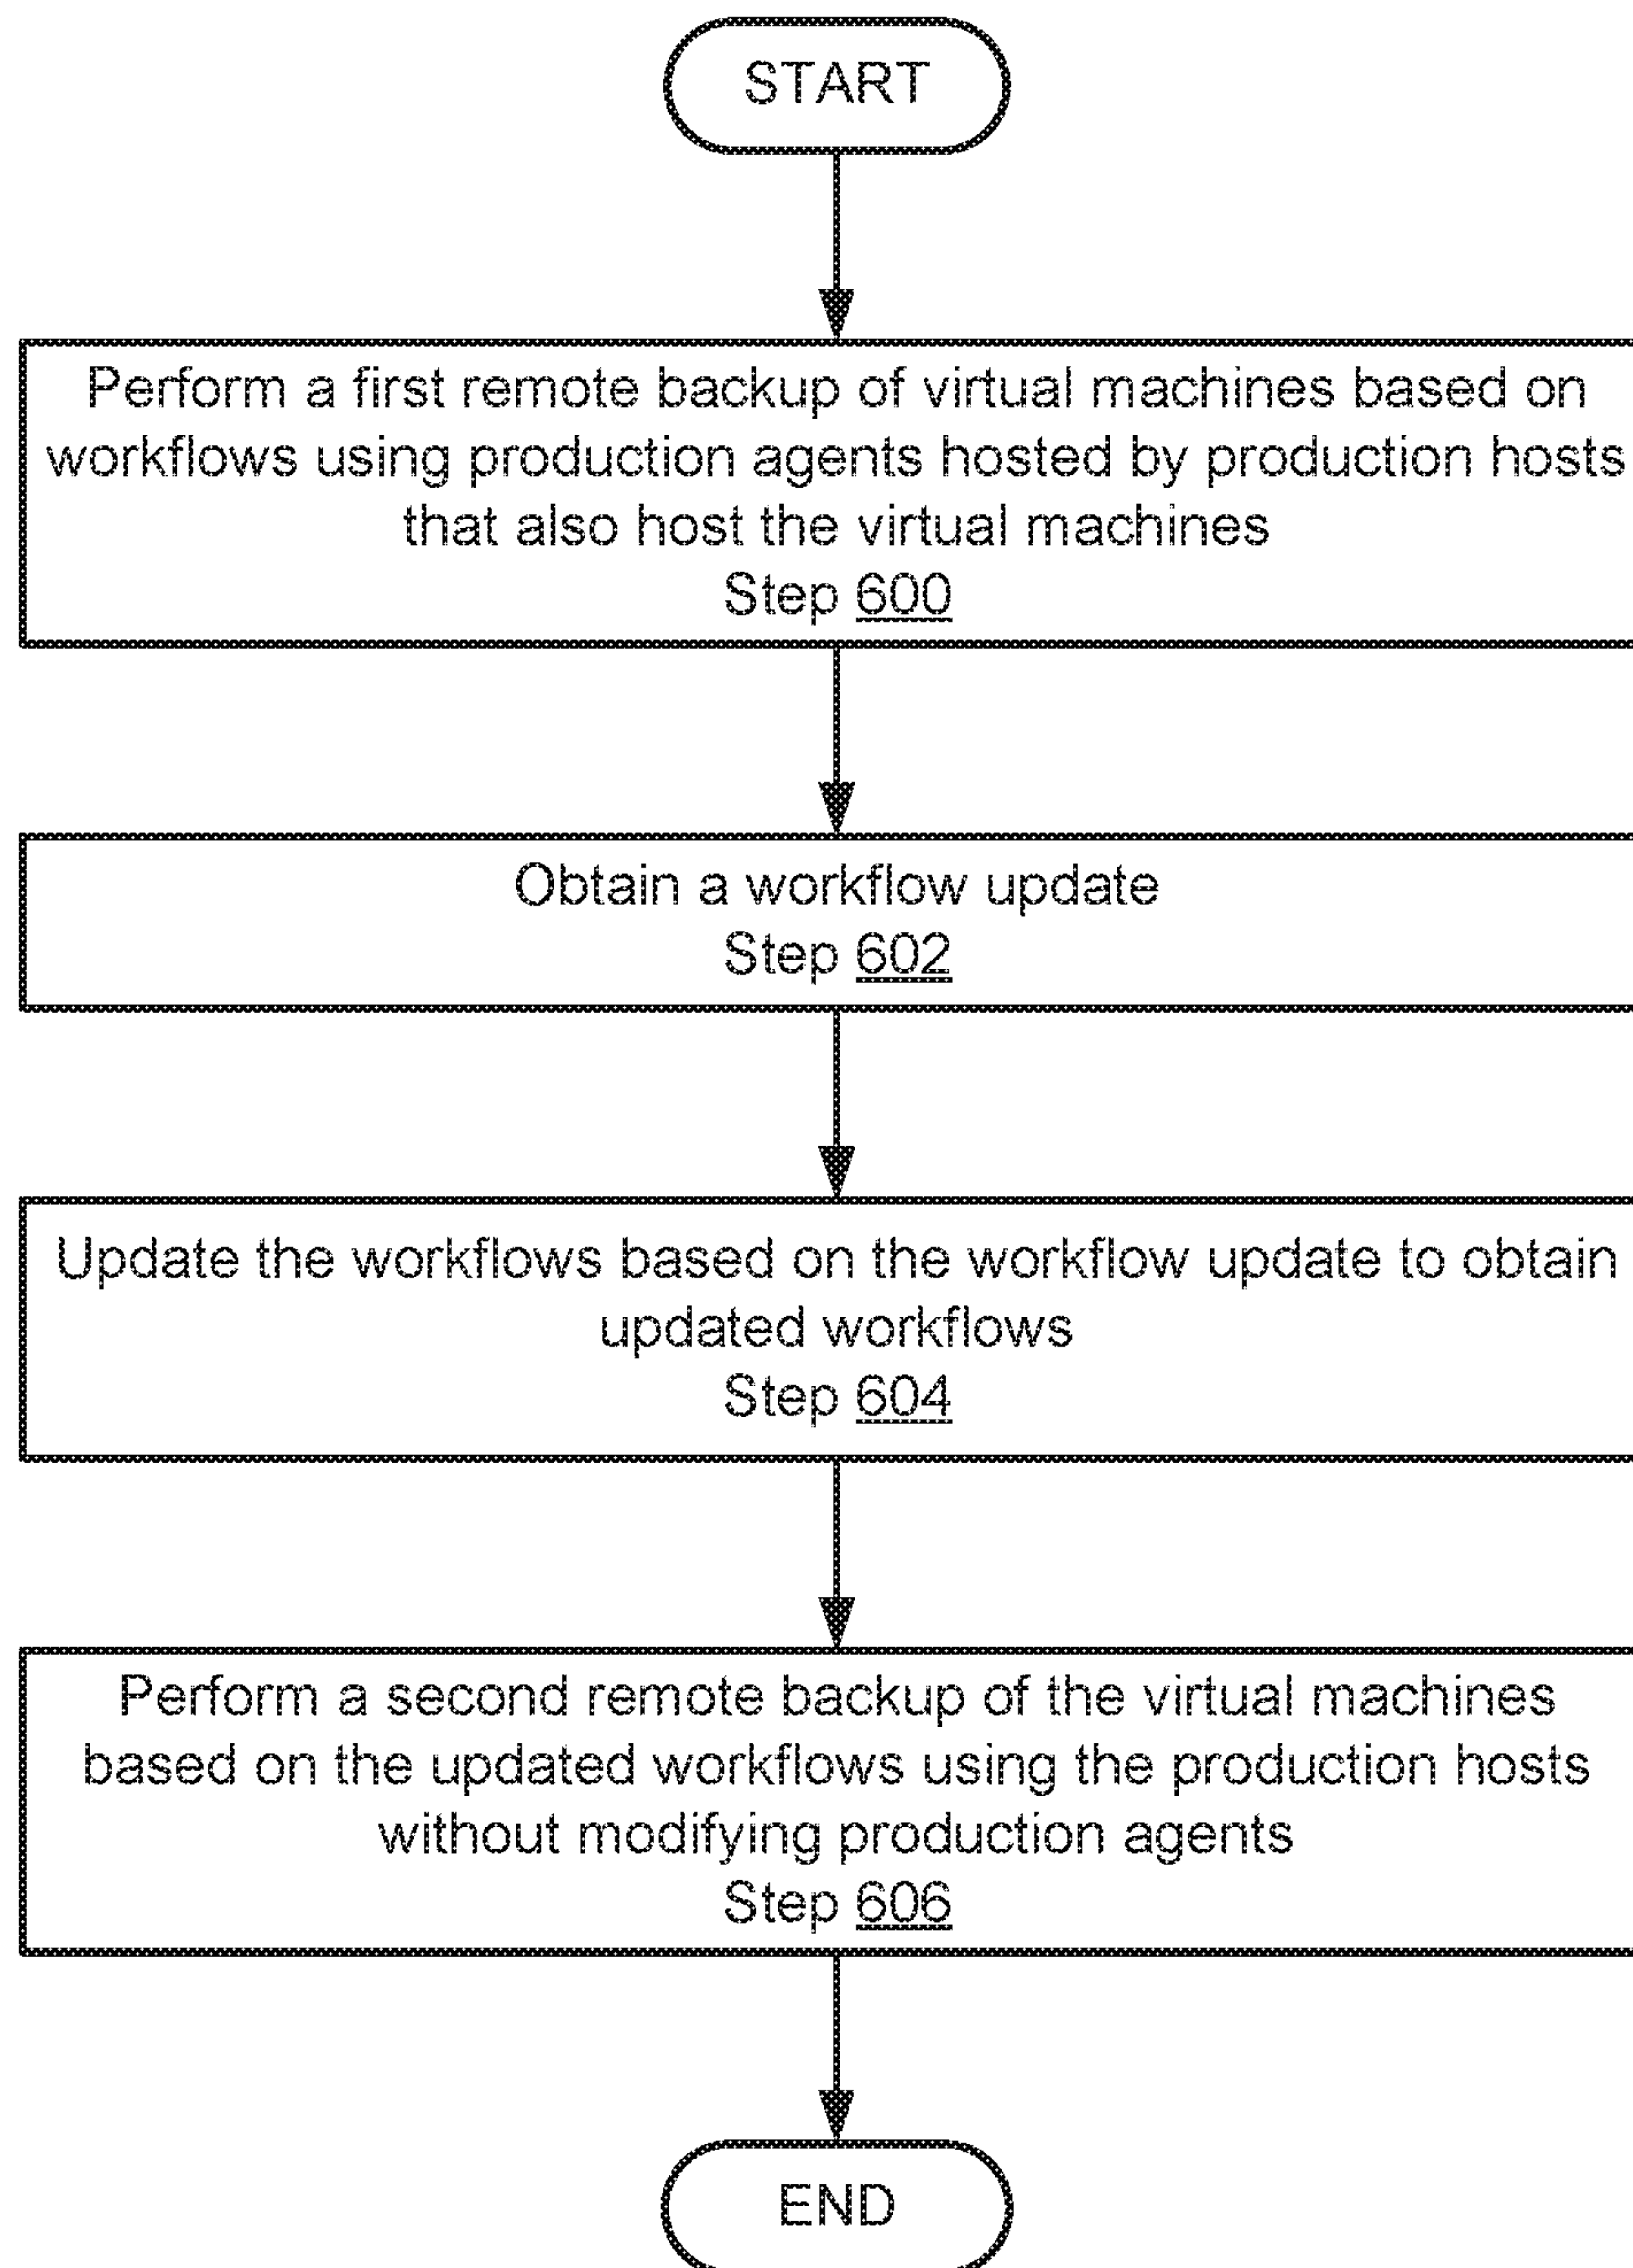 START
Perform a first remote backup of virtual machines based on
workflows using production agents hosted by production hosts
that also host the virtual machines
Step 600
Obtain a workflow update
Step 602
Update the workflows based on the workflow update to obtain
updated workflows
Step 604
Perform a second remote backup of the virtual machines
based on the updated workflows using the production hosts
without modifying production agents
Step 606
END